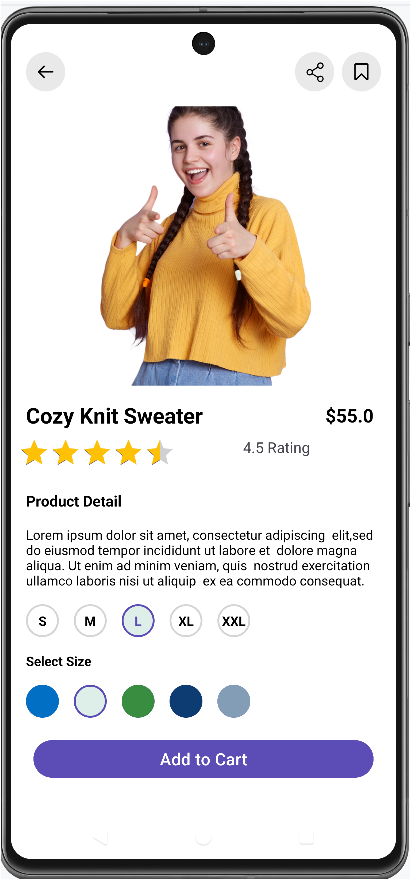 Cozy Knit Sweater $55.0
4.5 Rating
Product Detail
Lorem ipsum dolor sit amet, consectetur adipiscing elit,sed
do eiusmod tempor incididunt ut labore et dolore magna
aliqua. Ut enim ad minim veniam, quis nostrud exercitation
ullamco laboris nisi ut aliquip ex ea commodo consequat.
S M L XL XXL
Select Size
Add to Cart